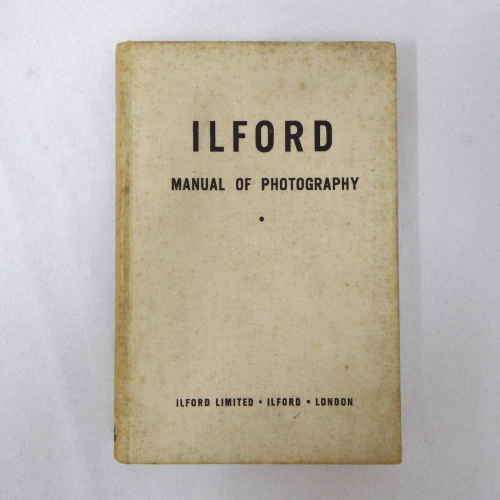 ILFORD
MANUAL OF PHOTOGRAPHY
•
ILFORD LIMITED • ILFORD • LONDON